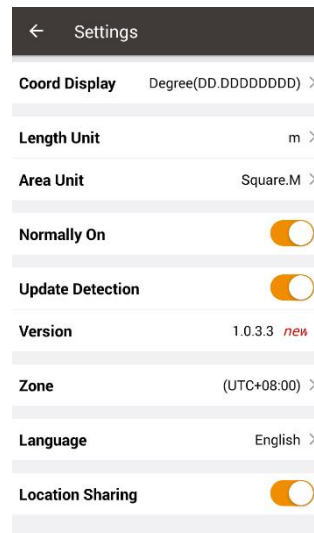 Settings
Coord Display Degree(DD.DDDDDDDD)
Length Unit m
Area Unit Square.M
Normally On
Update Detection
Version 1.0.3.3 new
Zone (UTC+08:00)
Language English
Location Sharing